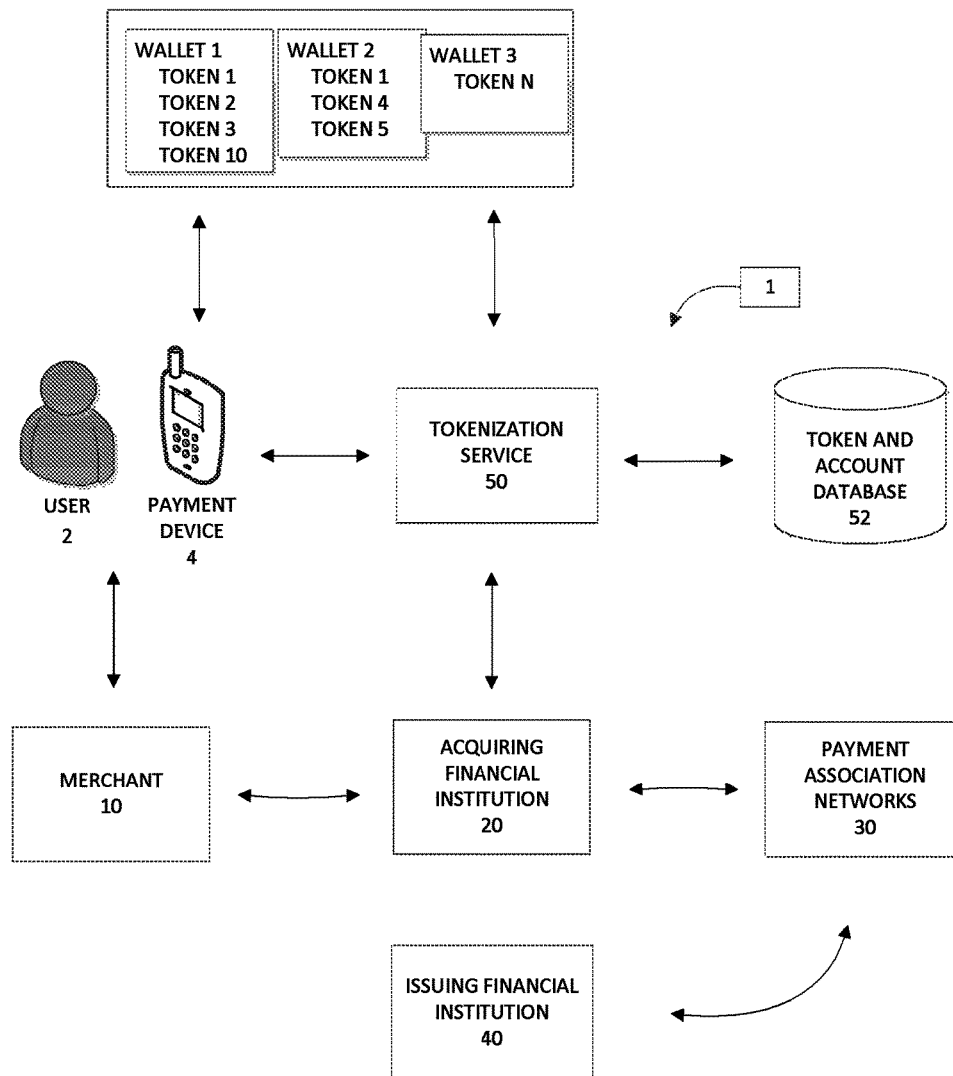 WALLET 1
TOKEN 1
TOKEN 2
TOKEN 3
TOKEN 10
WALLET 2
TOKEN 1
TOKEN 4
TOKEN 5
WALLET 3
TOKEN N
1
USER
2
PAYMENT
DEVICE
4
TOKENIZATION
SERVICE
50
TOKEN AND
ACCOUNT
DATABASE
52
MERCHANT
10
ACQUIRING
FINANCIAL
INSTITUTION
20
PAYMENT
ASSOCIATION
NETWORKS
30
ISSUING FINANCIAL
INSTITUTION
40